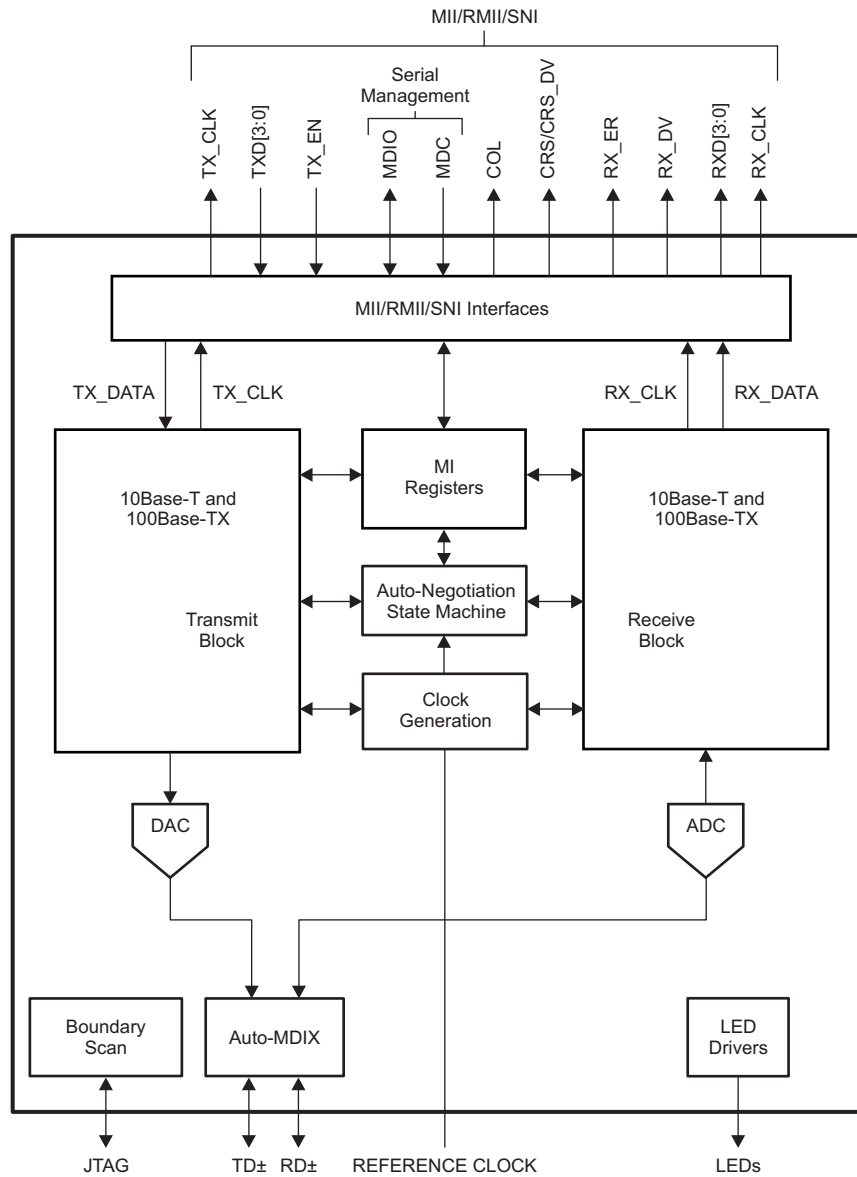 MII/RMII/SNI
Serial
Management
TX_CLK
TXD[3:0]
TX_EN
MDIO
MDC
COL
CRS/CRS_DV
RX_ER
RX_DV
RXD[3:0]
RX_CLK
MII/RMII/SNI Interfaces
TX_DATA
TX_CLK
RX_CLK
RX_DATA
10Base-T and
100Base-TX
Transmit
Block
MI
Registers
Auto-Negotiation
State Machine
Clock
Generation
10Base-T and
100Base-TX
Receive
Block
DAC
ADC
Boundary
Scan
Auto-MDIX
LED
Drivers
JTAG
TD±
RD±
REFERENCE CLOCK
LEDs